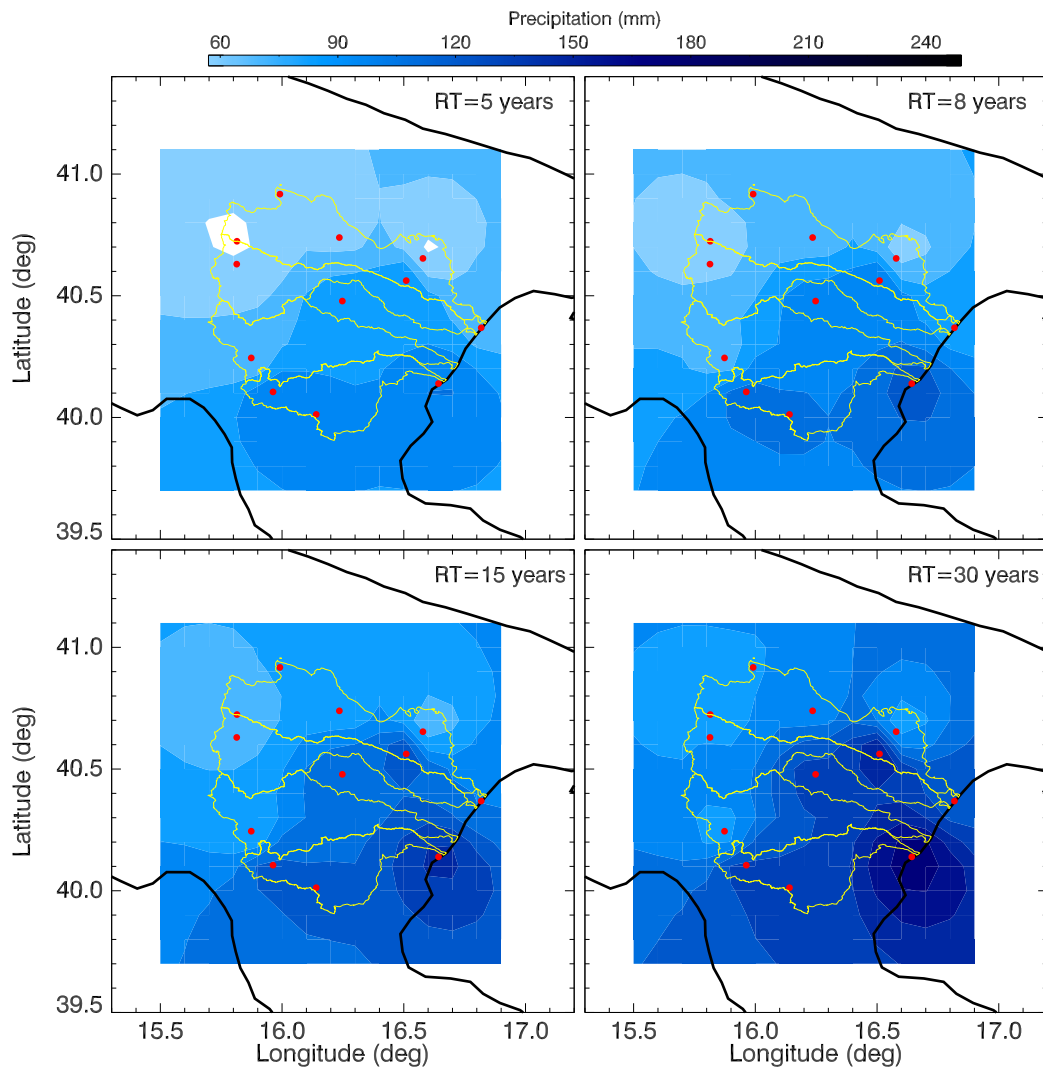 Precipitation (mm)
60 90 120 150 180 210 240
RT=5 years
RT=8 years
41.0
40.5
40.0
39.5
Latitude (deg)
RT=15 years
RT=30 years
41.0
40.5
40.0
39.5
Latitude (deg)
15.5 16.0 16.5 17.0
15.5 16.0 16.5 17.0
Longitude (deg)
Longitude (deg)